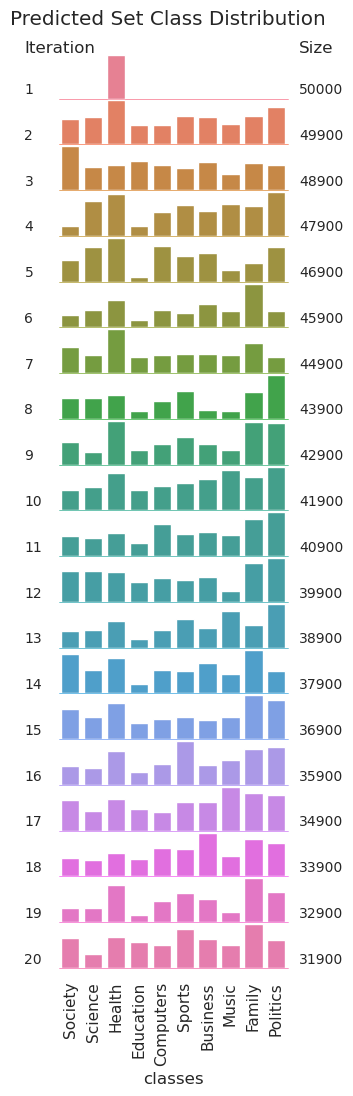 Predicted Set Class Distribution
Iteration Size
1 50000
2 49900
3 48900
4 47900
5 46900
6 45900
7 44900
8 43900
9 42900
10 41900
11 40900
12 39900
13 38900
14 37900
15 36900
16 35900
17 34900
18 33900
19 32900
20 31900
Society
Science
Health
Education
Computers
Sports
Business
Music
Family
Politics
classes